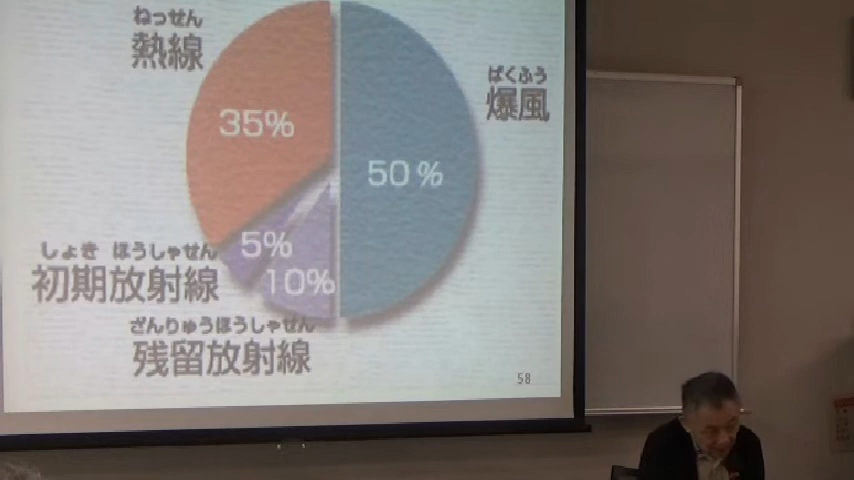 ねっせん
熱線
ばくふう
爆風
35%
50%
しょき ほうしゃせん
初期放射線
5%
10%
ざんりゅうほうしゃせん
残留放射線
58